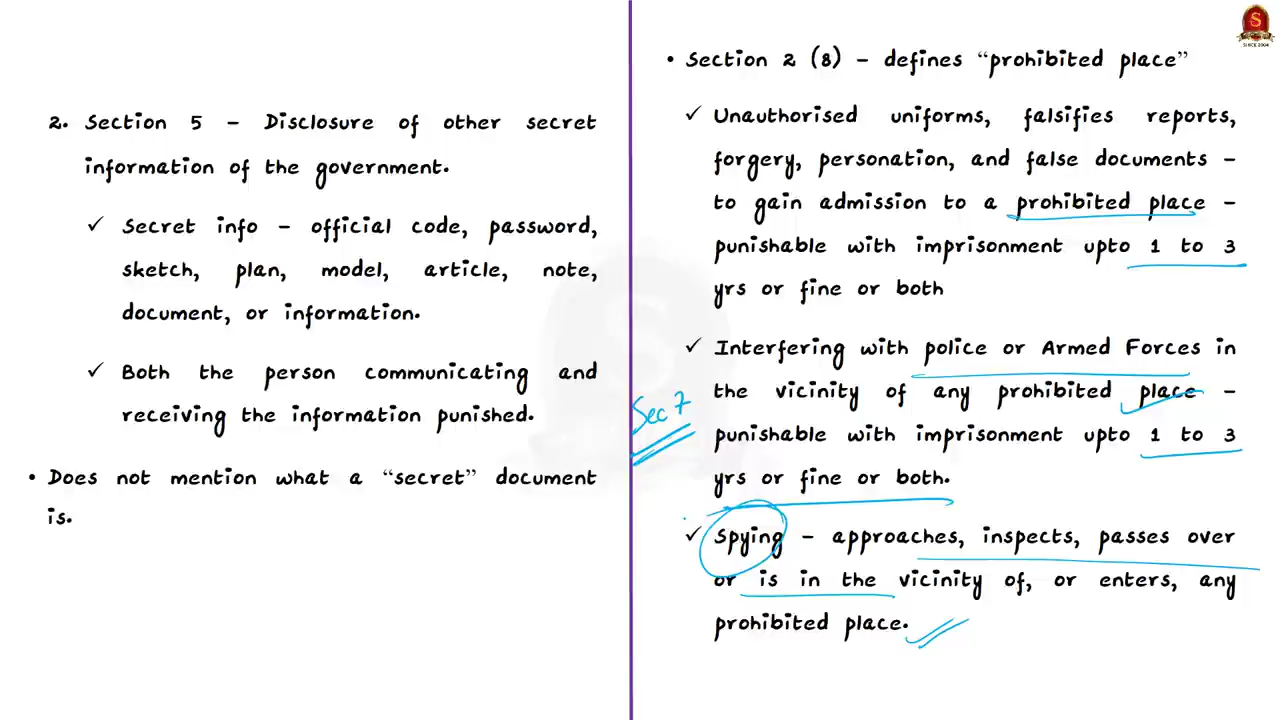 2. Section 5 - Disclosure of other secret
information of the government.
✓ Secret info - official code, password,
sketch, plan, model, article, note,
document, or information.
✓ Both the person communicating and
receiving the information punished.
• Does not mention what a “secret” document
is.
• Section 2 (8) - defines “prohibited place”
✓ Unauthorised uniforms, falsifies reports,
forgery, personation, and false documents -
to gain admission to a prohibited place -
punishable with imprisonment upto 1 to 3
yrs or fine or both
✓ Interfering with police or Armed Forces in
the vicinity of any prohibited place -
punishable with imprisonment upto 1 to 3
yrs or fine or both.
Sec 7
✓ Spying - approaches, inspects, passes over
or is in the vicinity of, or enters, any
prohibited place.
S
SINCE 2004